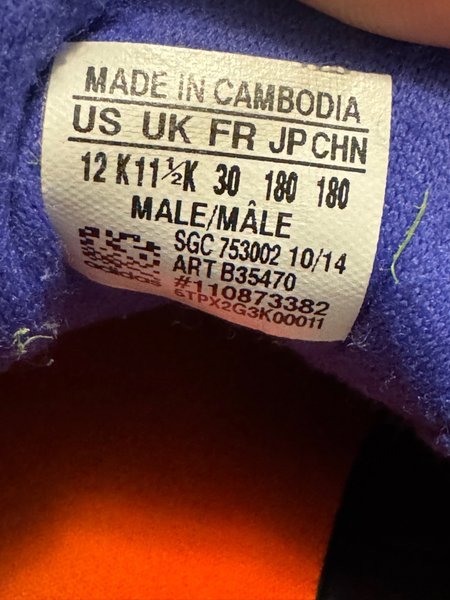 MADE IN CAMBODIA
US UK FR JP CHN
12 K 11½K 30 180 180
MALE/MÂLE
SGC 753002 10/14
ART B35470
#110873382
6TPX2G3K00011